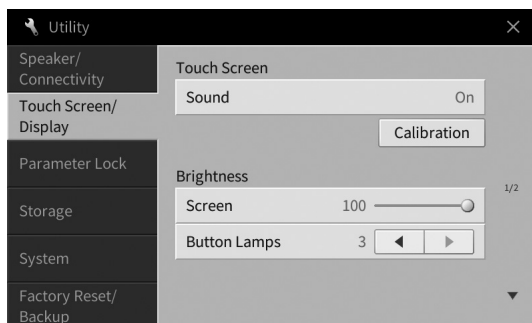 Utility
Speaker/
Connectivity
Touch Screen/
Display
Parameter Lock
Storage
System
Factory Reset/
Backup
Touch Screen
Sound On
Calibration
Brightness
Screen 100
Button Lamps 3
1/2